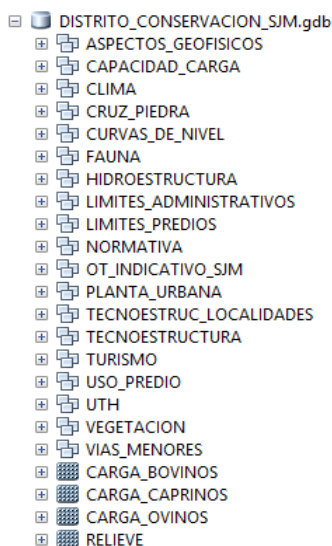 DISTRITO_CONSERVACION_SJM.gdb
ASPECTOS_GEOFISICOS
CAPACIDAD_CARGA
CLIMA
CRUZ_PIEDRA
CURVAS_DE_NIVEL
FAUNA
HIDROESTRUCTURA
LIMITES_ADMINISTRATIVOS
LIMITES_PREDIOS
NORMATIVA
OT_INDICATIVO_SJM
PLANTA_URBANA
TECNOESTRUC_LOCALIDADES
TECNOESTRUCTURA
TURISMO
USO_PREDIO
UTH
VEGETACION
VIAS_MENORES
CARGA_BOVINOS
CARGA_CAPRINOS
CARGA_OVINOS
RELIEVE